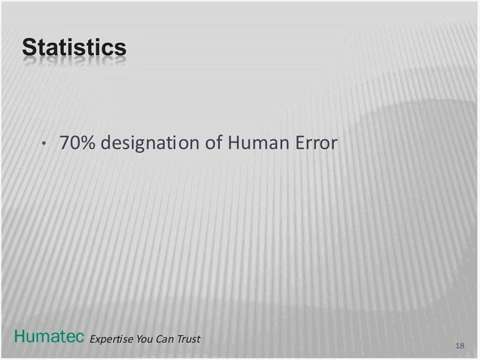 Statistics
• 70% designation of Human Error
Humatec Expertise You Can Trust
18